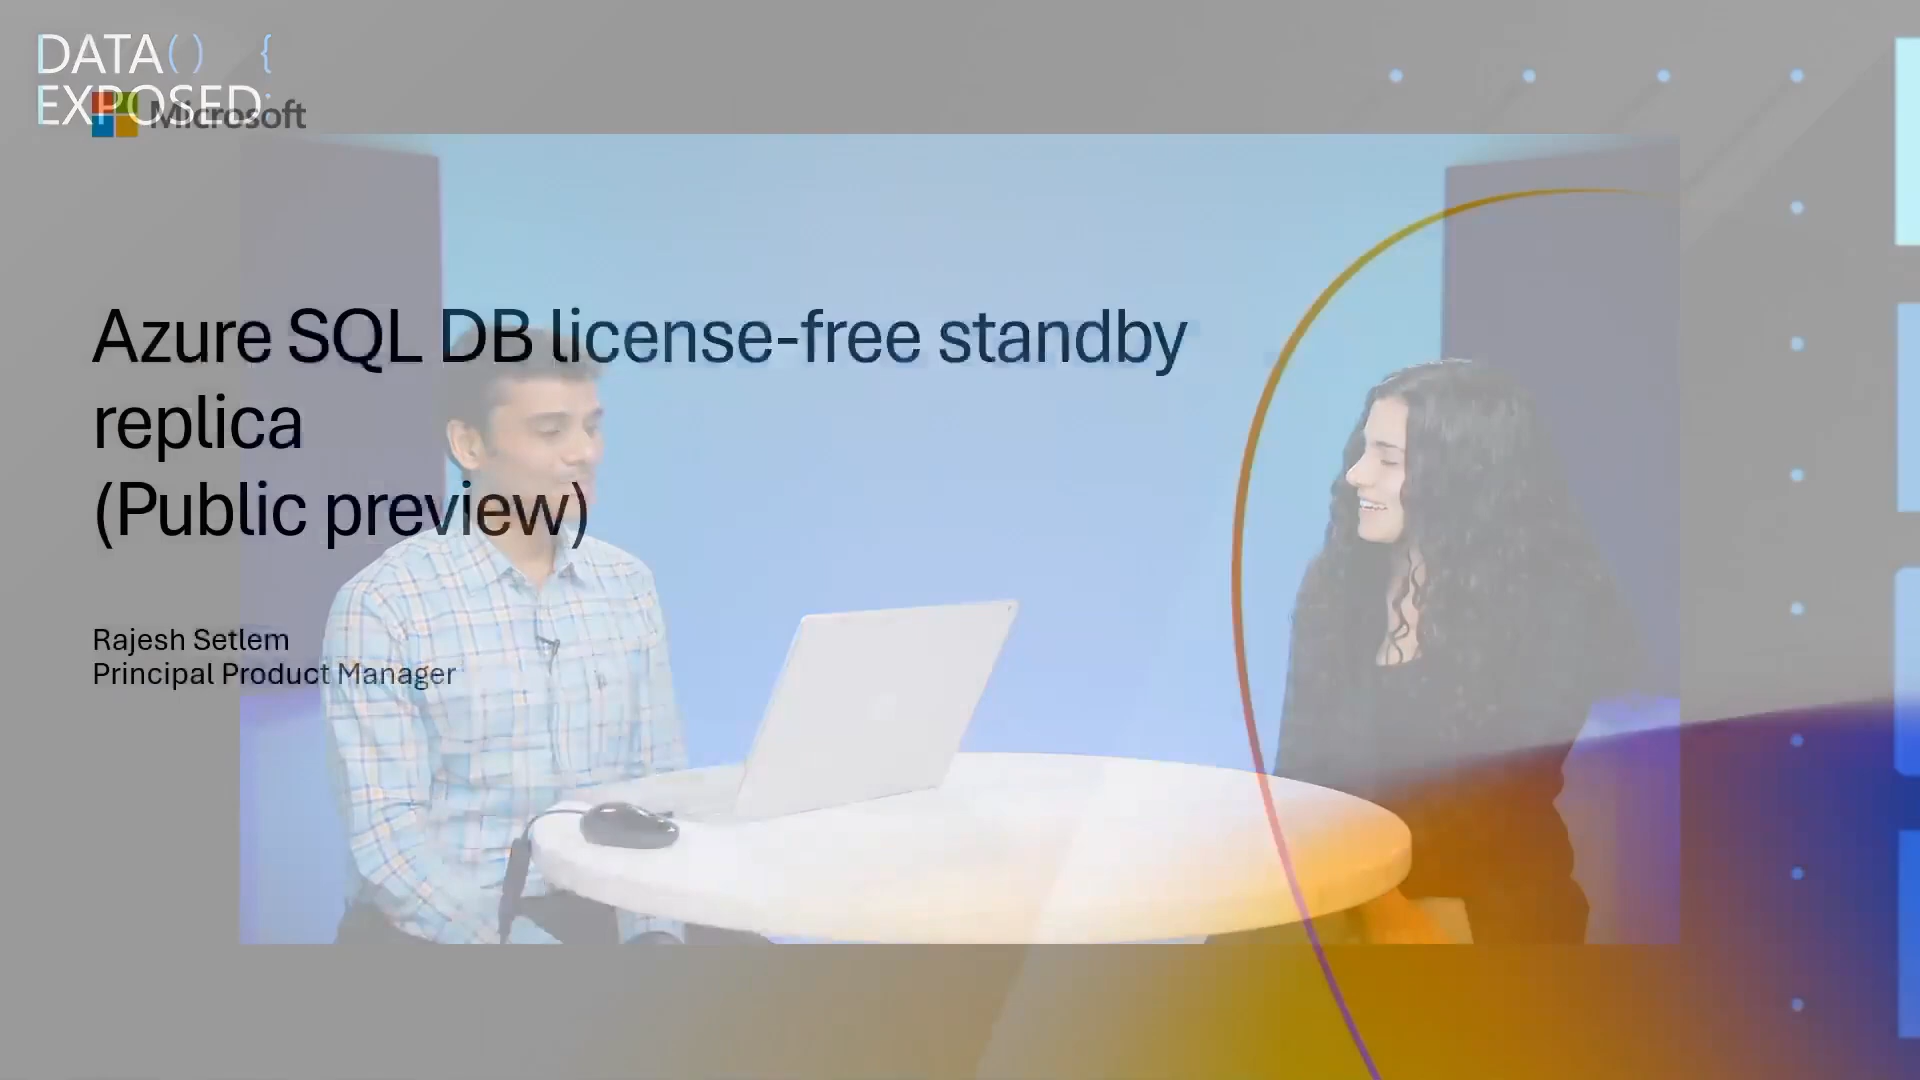 DATA() {
EXPOSED;
Microsoft
Azure SQL DB license-free standby
replica
(Public preview)
Rajesh Setlem
Principal Product Manager